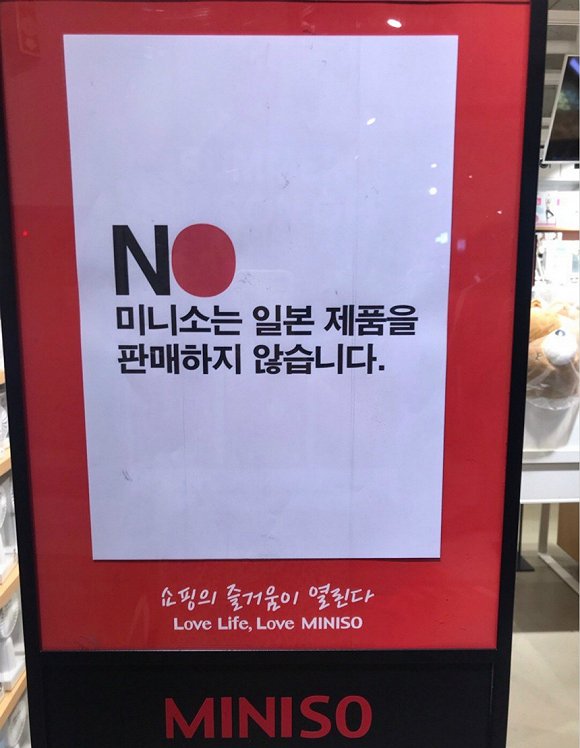 NO
미니소는 일본 제품을
판매하지 않습니다.
쇼핑의 즐거움이 열린다
Love Life, Love MINISO
MINISO